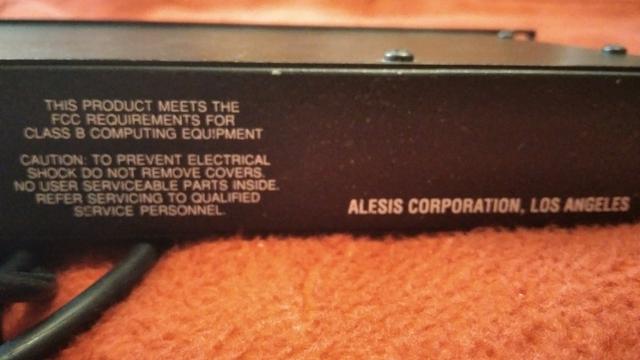 THIS PRODUCT MEETS THE
FCC REQUIREMENTS FOR
CLASS B COMPUTING EQUIPMENT
CAUTION: TO PREVENT ELECTRICAL
SHOCK DO NOT REMOVE COVERS.
NO USER SERVICEABLE PARTS INSIDE.
REFER SERVICING TO QUALIFIED
SERVICE PERSONNEL.
ALESIS CORPORATION, LOS ANGELES